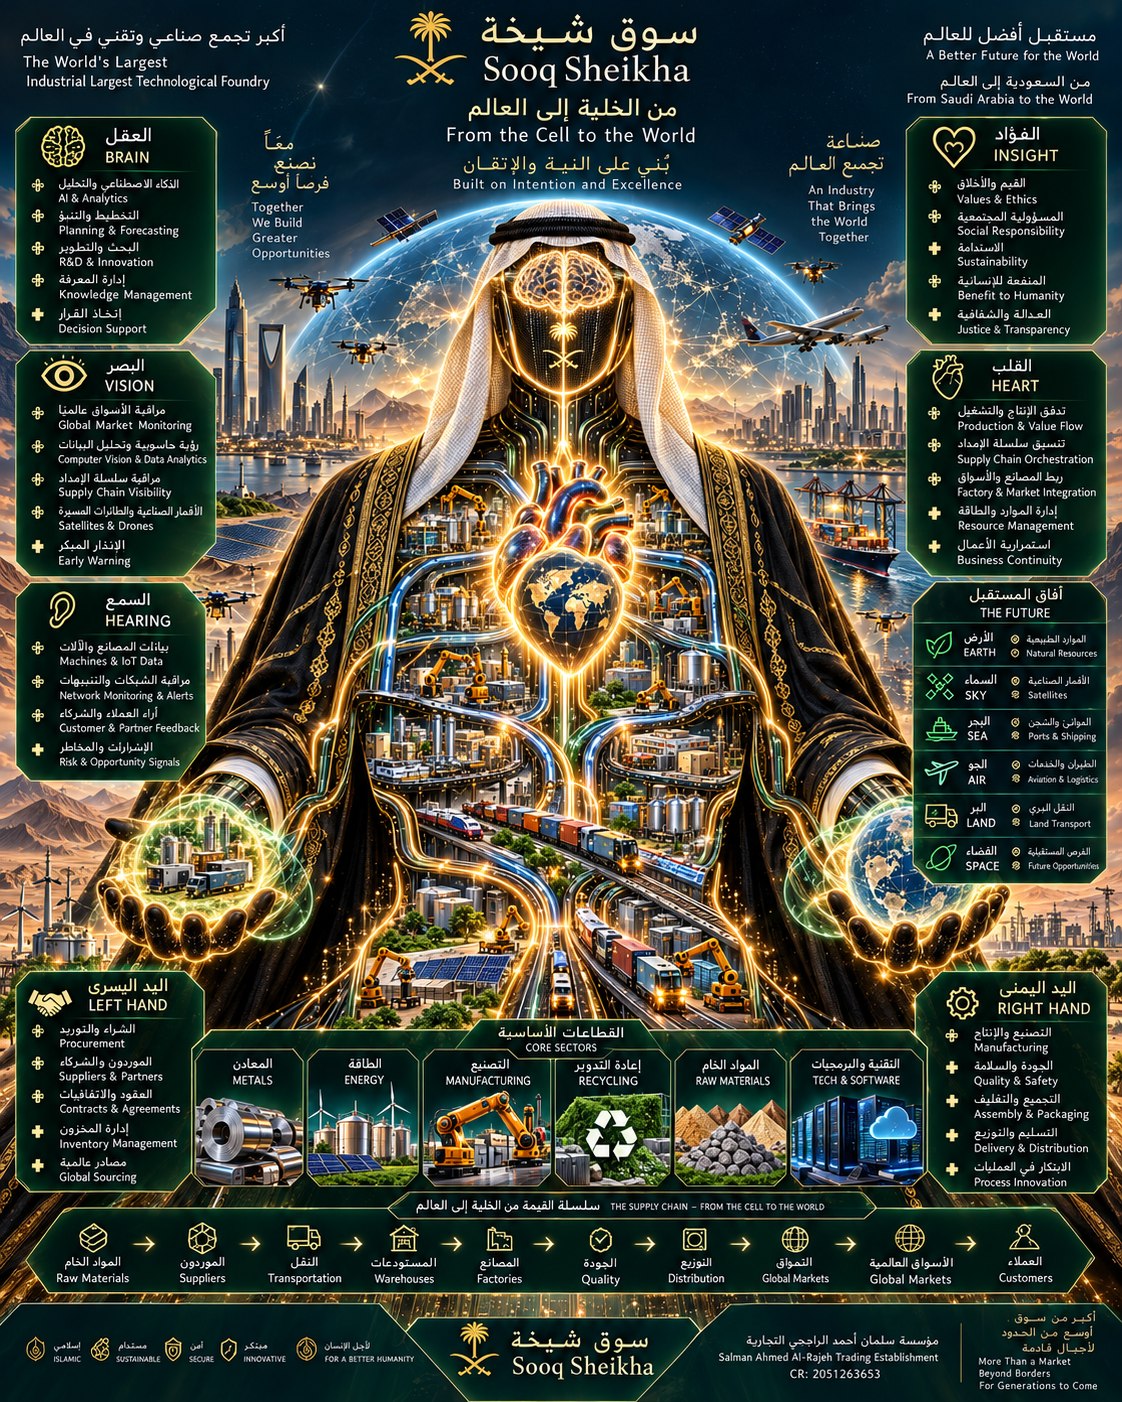 أكبر تجمع صناعي وتقني في العالم
The World's Largest
Industrial Largest Technological Foundry
سوق شيخة
Sooq Sheikha
من الخلية إلى العالم
From the Cell to the World
بُني على النية والإتقان
Built on Intention and Excellence
مستقبل أفضل للعالم
A Better Future for the World
من السعودية إلى العالم
From Saudi Arabia to the World
معًا
نصنع
فرصًا أوسع
Together
We Build
Greater
Opportunities
صناعة
تجمع العالم
An Industry
That Brings
the World
Together
العقل
BRAIN
الذكاء الاصطناعي والتحليل
AI & Analytics
التخطيط والتنبؤ
Planning & Forecasting
البحث والتطوير
R&D & Innovation
إدارة المعرفة
Knowledge Management
إتخاذ القرار
Decision Support
البصر
VISION
مراقبة الأسواق عالميًا
Global Market Monitoring
رؤية حاسوبية وتحليل البيانات
Computer Vision & Data Analytics
مراقبة سلسلة الإمداد
Supply Chain Visibility
الأقمار الصناعية والطائرات المسيرة
Satellites & Drones
الإنذار المبكر
Early Warning
السمع
HEARING
بيانات المصانع والآلات
Machines & IoT Data
مراقبة الشبكات والتنبيهات
Network Monitoring & Alerts
آراء العملاء والشركاء
Customer & Partner Feedback
الإشارات والمخاطر
Risk & Opportunity Signals
الفؤاد
INSIGHT
القيم والأخلاق
Values & Ethics
المسؤولية المجتمعية
Social Responsibility
الاستدامة
Sustainability
المنفعة للإنسانية
Benefit to Humanity
العدالة والشفافية
Justice & Transparency
القلب
HEART
تدفق الإنتاج والتشغيل
Production & Value Flow
تنسيق سلسلة الإمداد
Supply Chain Orchestration
ربط المصانع والأسواق
Factory & Market Integration
إدارة الموارد والطاقة
Resource Management
استمرارية الأعمال
Business Continuity
آفاق المستقبل
THE FUTURE
الأرض
EARTH
الموارد الطبيعية
Natural Resources
السماء
SKY
الأقمار الصناعية
Satellites
البحر
SEA
الموانئ والشحن
Ports & Shipping
الجو
AIR
الطيران والخدمات
Aviation & Logistics
البر
LAND
النقل البري
Land Transport
الفضاء
SPACE
الفرص المستقبلية
Future Opportunities
اليد اليسرى
LEFT HAND
الشراء والتوريد
Procurement
الموردون والشركاء
Suppliers & Partners
العقود والاتفاقيات
Contracts & Agreements
إدارة المخزون
Inventory Management
مصادر عالمية
Global Sourcing
اليد اليمنى
RIGHT HAND
التصنيع والإنتاج
Manufacturing
الجودة والسلامة
Quality & Safety
التجميع والتغليف
Assembly & Packaging
التسليم والتوزيع
Delivery & Distribution
الابتكار في العمليات
Process Innovation
القطاعات الأساسية
CORE SECTORS
المعادن
METALS
الطاقة
ENERGY
التصنيع
MANUFACTURING
إعادة التدوير
RECYCLING
المواد الخام
RAW MATERIALS
التقنية والبرمجيات
TECH & SOFTWARE
سلسلة القيمة من الخلية إلى العالم THE SUPPLY CHAIN – FROM THE CELL TO THE WORLD
المواد الخام
Raw Materials
الموردون
Suppliers
النقل
Transportation
المستودعات
Warehouses
المصانع
Factories
الجودة
Quality
التوزيع
Distribution
Global Markets
الأسواق العالمية
Global Markets
العملاء
Customers
إسلامي
ISLAMIC
مستدام
SUSTAINABLE
آمن
SECURE
مبتكر
INNOVATIVE
لأجل الإنسان
FOR A BETTER HUMANITY
سوق شيخة
Sooq Sheikha
مؤسسة سلمان أحمد الراجحي التجارية
Salman Ahmed Al-Rajeh Trading Establishment
CR: 2051263653
أكبر من سوق
أوسع من الحدود
لأجيال قادمة
More Than a Market
Beyond Borders
For Generations to Come